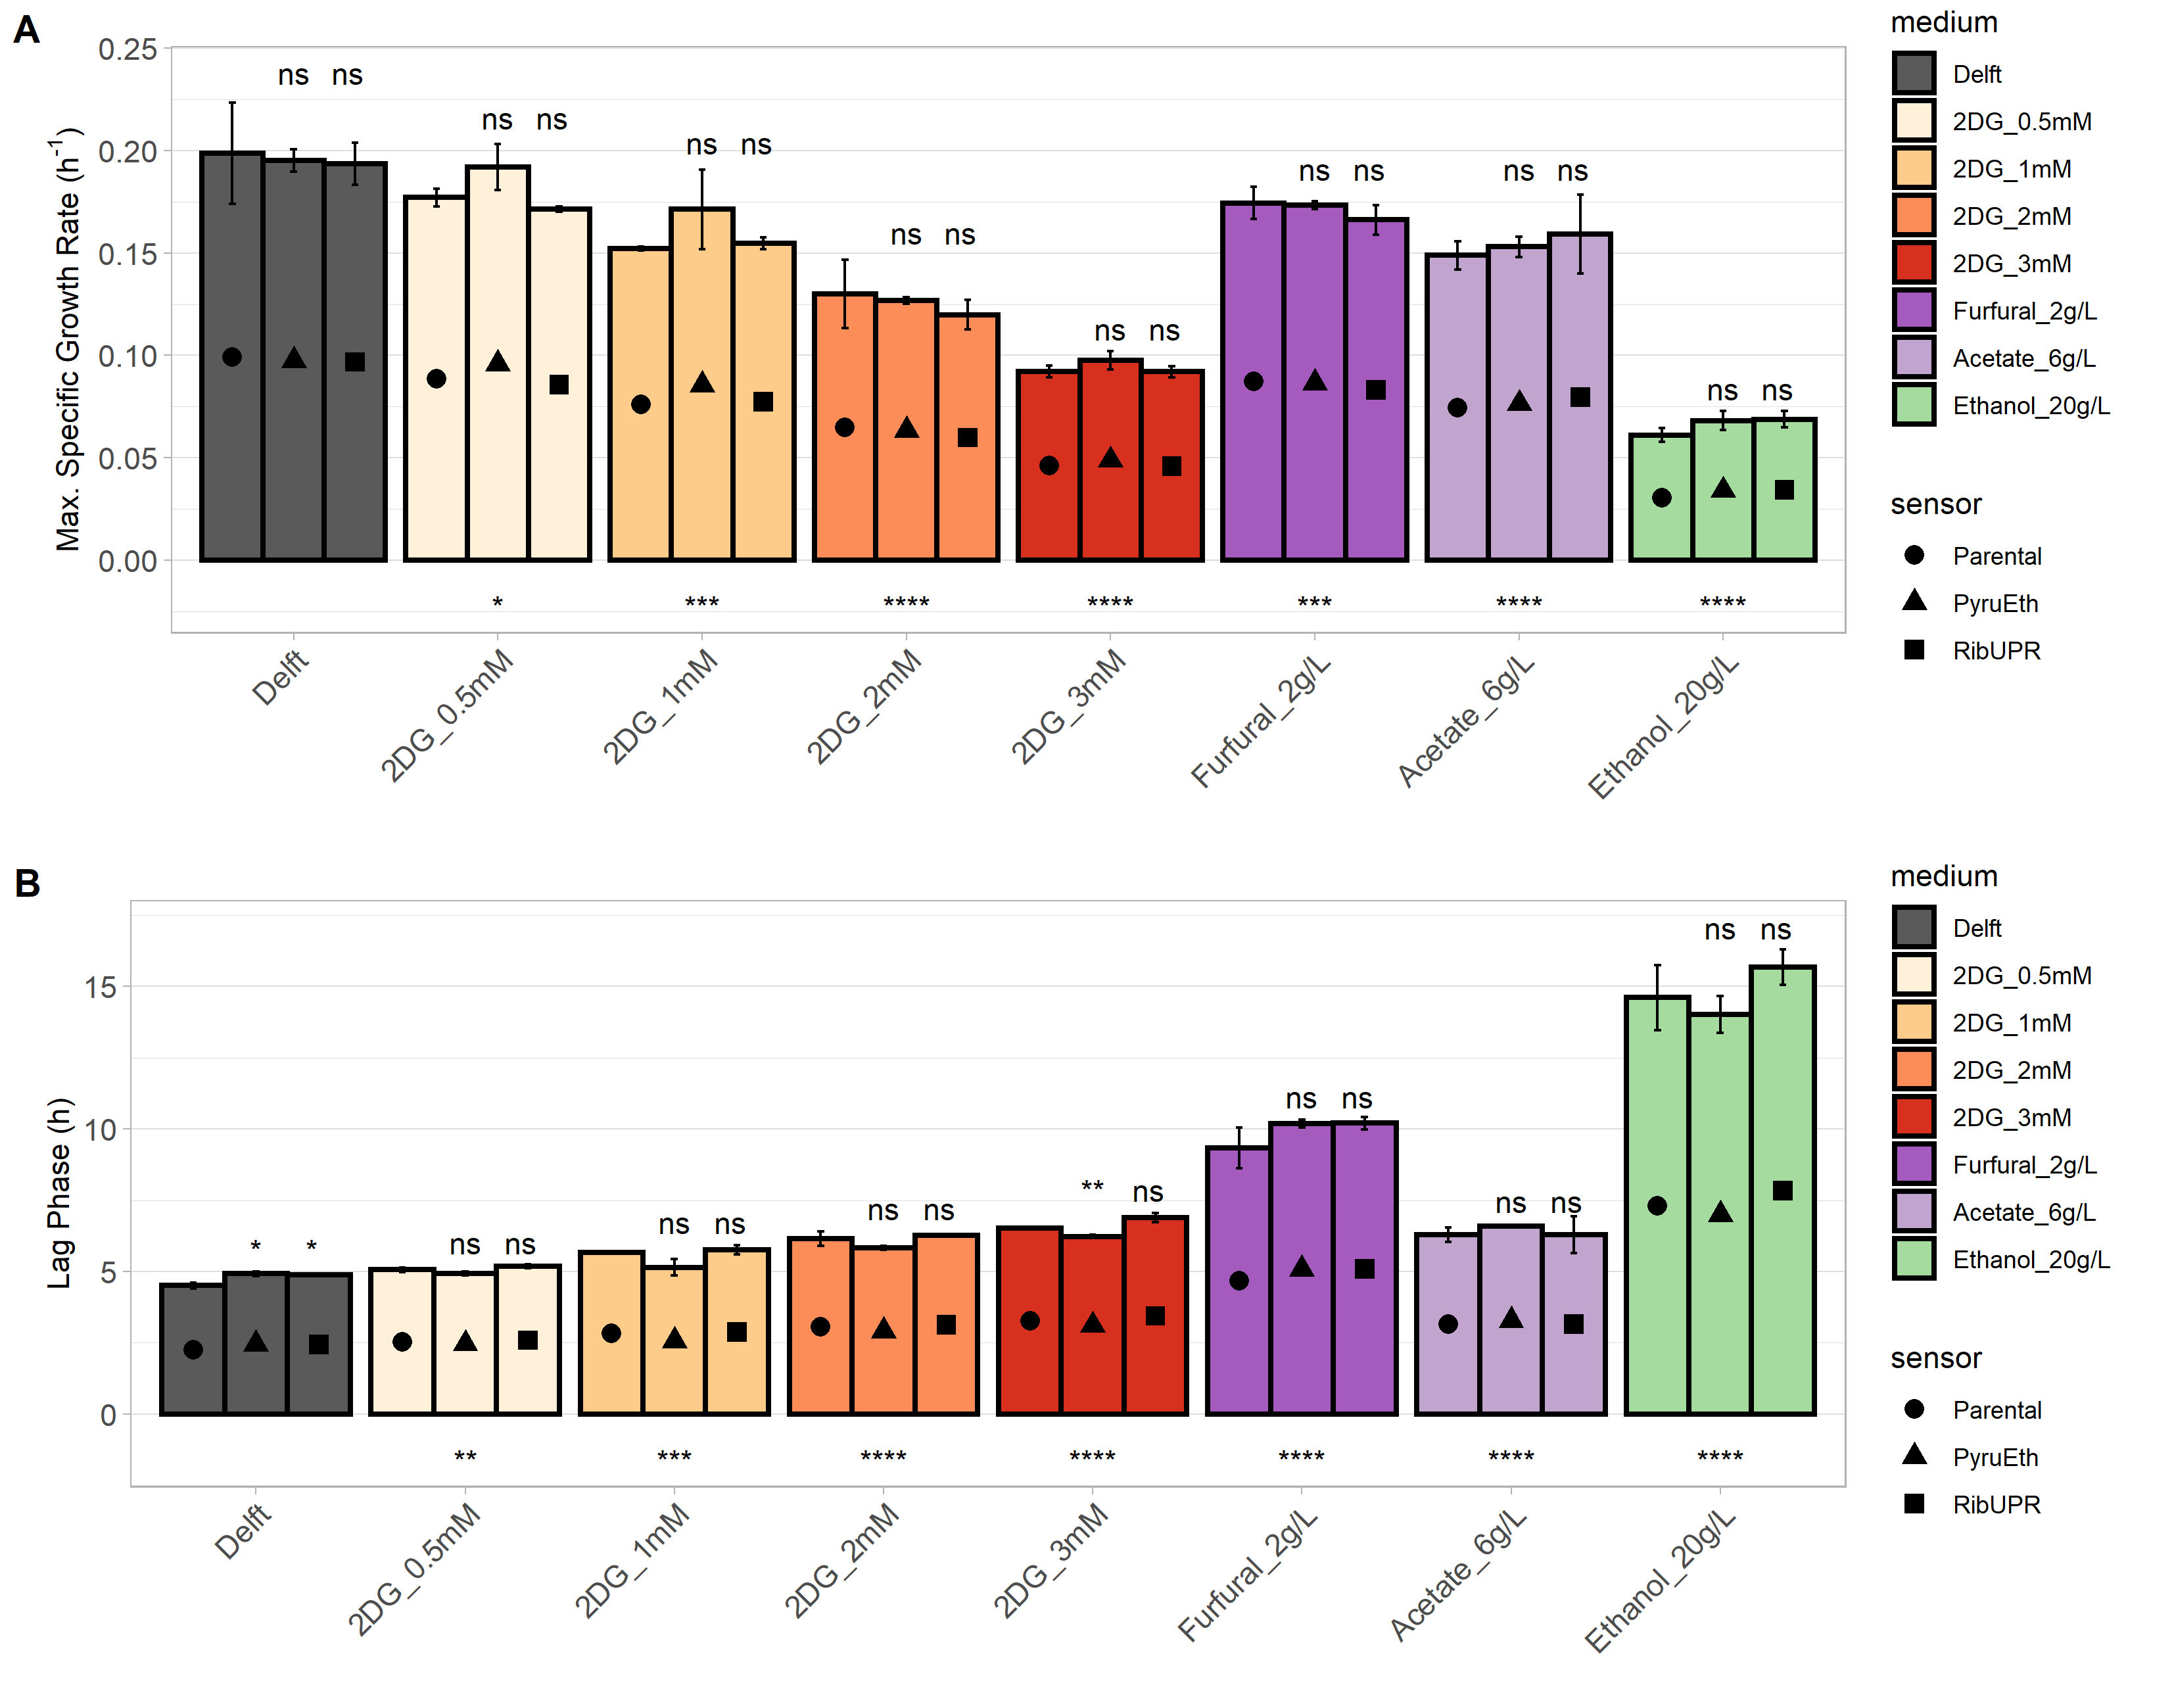 A
Max. Specific Growth Rate (h-1)
0.25
0.20
0.15
0.10
0.05
0.00
ns ns
ns ns
ns ns
ns ns
ns ns
ns ns
ns ns
ns ns
* *** **** **** *** **** ****
Delft
2DG_0.5mM
2DG_1mM
2DG_2mM
2DG_3mM
Furfural_2g/L
Acetate_6g/L
Ethanol_20g/L
medium
Delft
2DG_0.5mM
2DG_1mM
2DG_2mM
2DG_3mM
Furfural_2g/L
Acetate_6g/L
Ethanol_20g/L
sensor
Parental
PyruEth
RibUPR
B
Lag Phase (h)
15
10
5
0
* *
ns ns
ns ns
ns ns
** ns
ns ns
ns ns
ns ns
** *** **** **** **** **** ****
Delft
2DG_0.5mM
2DG_1mM
2DG_2mM
2DG_3mM
Furfural_2g/L
Acetate_6g/L
Ethanol_20g/L
medium
Delft
2DG_0.5mM
2DG_1mM
2DG_2mM
2DG_3mM
Furfural_2g/L
Acetate_6g/L
Ethanol_20g/L
sensor
Parental
PyruEth
RibUPR